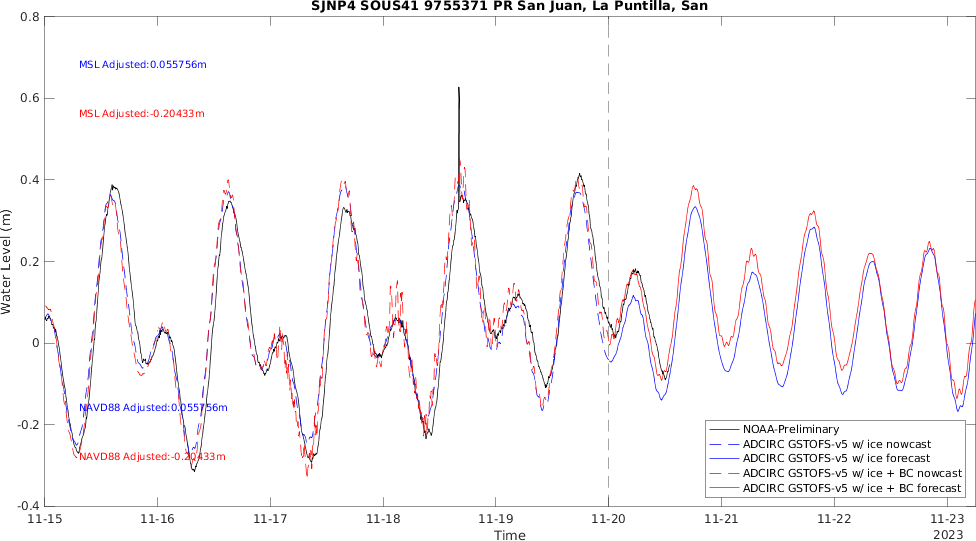 SJNP4 SOUS41 9755371 PR San Juan, La Puntilla, San
0.8
MSL Adjusted:0.055756m
0.6
MSL Adjusted:-0.20433m
0.4
0.2
Water Level (m)
0
-0.2
NAVD88 Adjusted:0.055756m
NAVD88 Adjusted:-0.20433m
-0.4
NOAA-Preliminary
ADCIRC GSTOFS-v5 w/ ice nowcast
ADCIRC GSTOFS-v5 w/ ice forecast
ADCIRC GSTOFS-v5 w/ ice + BC nowcast
ADCIRC GSTOFS-v5 w/ ice + BC forecast
11-15 11-16 11-17 11-18 11-19 11-20 11-21 11-22 11-23
Time
2023